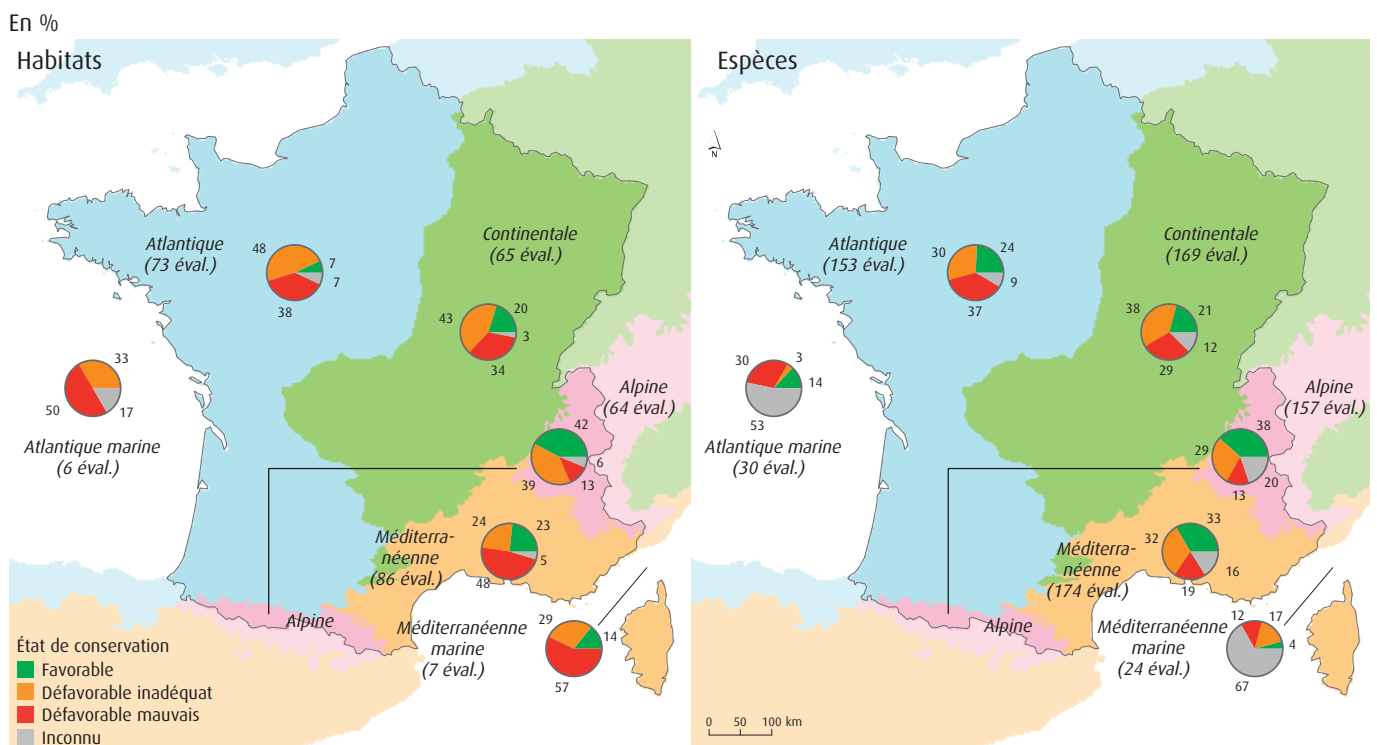 En %
Habitats
Atlantique
(73 éval.)
48
7
7
38
Continentale
(65 éval.)
43
20
3
34
33
50
17
Atlantique marine
(6 éval.)
Alpine
(64 éval.)
42
6
39
13
24
23
Méditerra-
néenne
(86 éval.)
5
48
Alpine
Méditerranéenne
marine
(7 éval.)
29
14
57
État de conservation
Favorable
Défavorable inadéquat
Défavorable mauvais
Inconnu
Espèces
N
Atlantique
(153 éval.)
30
24
9
37
Continentale
(169 éval.)
38
21
12
29
30
3
14
53
Atlantique marine
(30 éval.)
Alpine
(157 éval.)
38
29
20
13
33
32
Méditerra-
néenne
(174 éval.)
16
19
Alpine
Méditerranéenne
marine
(24 éval.)
12
17
4
67
0 50 100 km